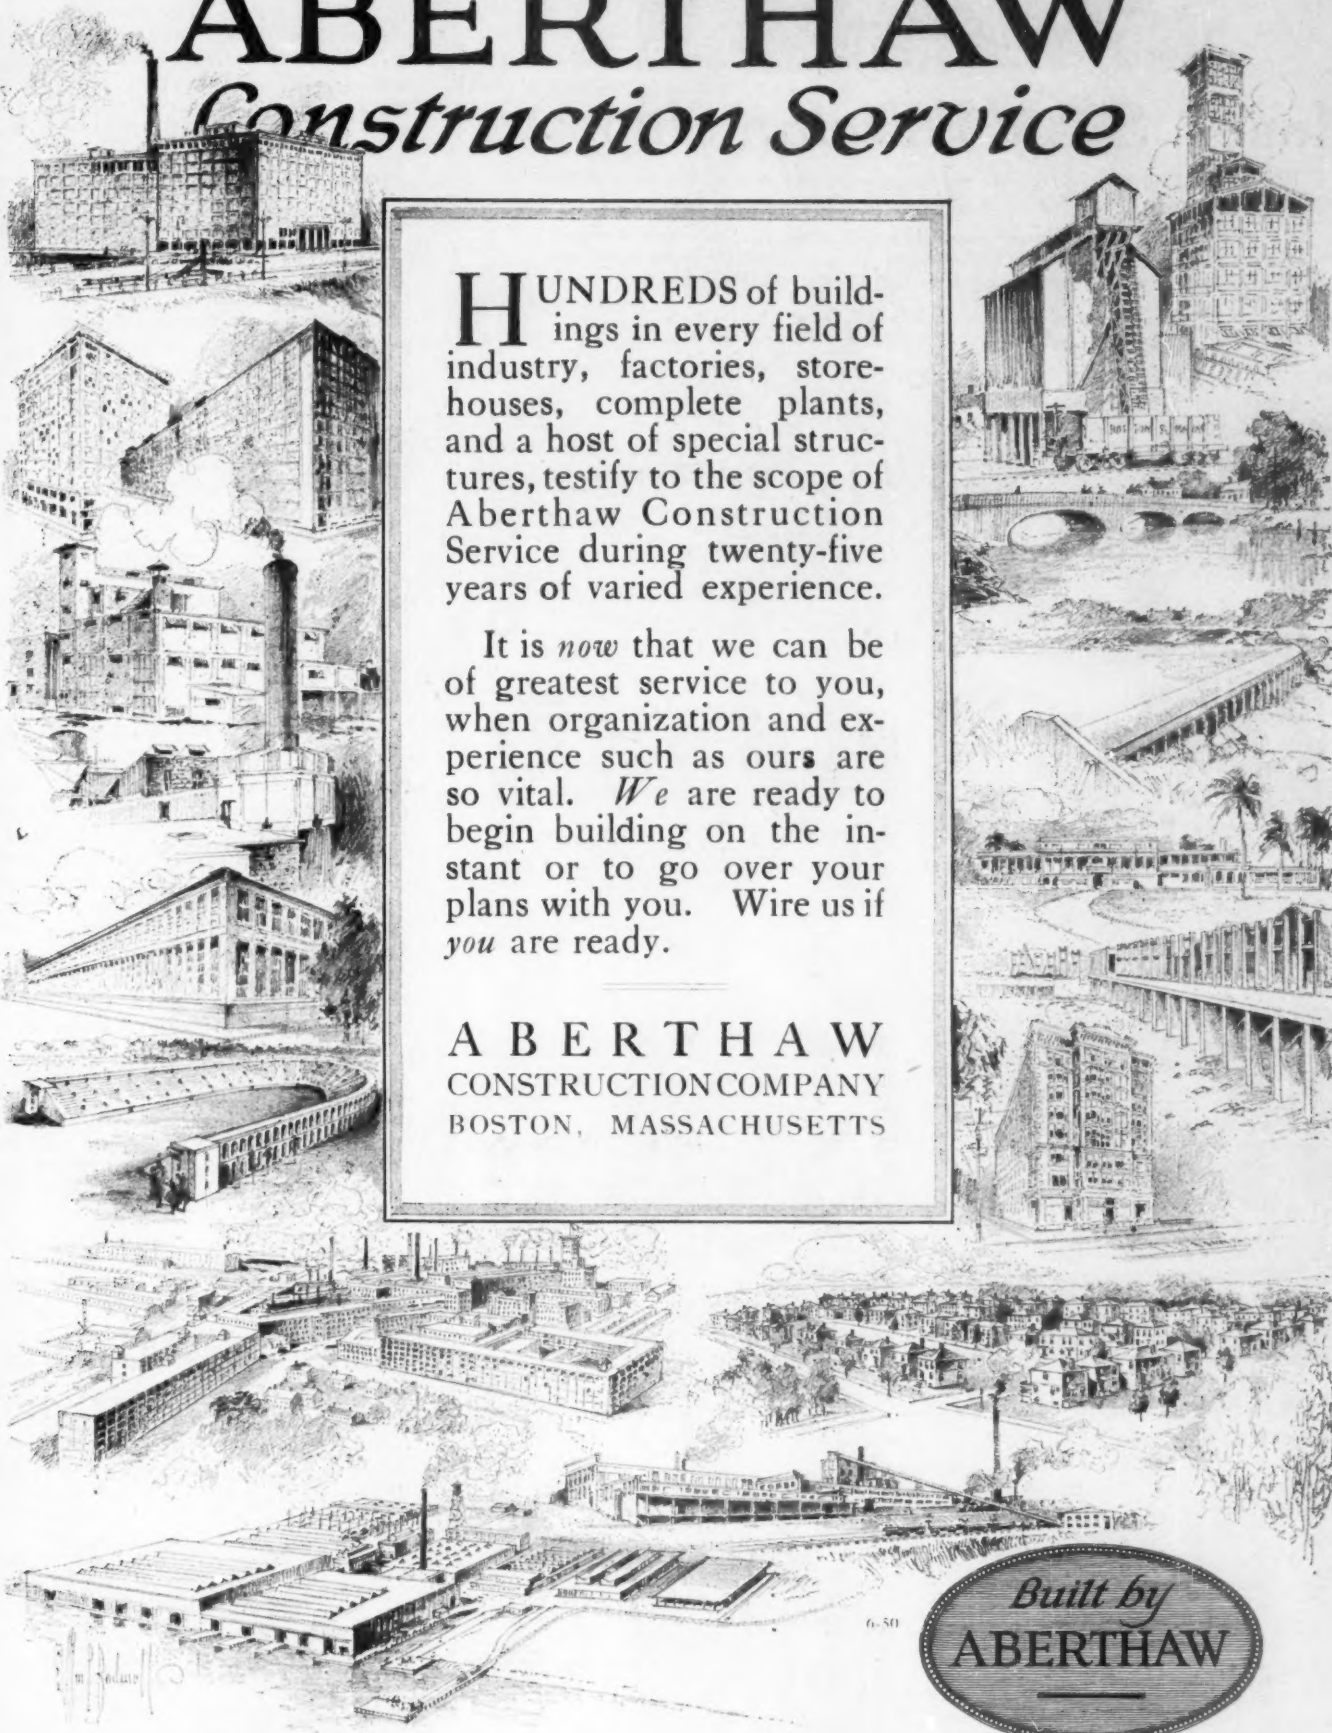 ABERTHAW
Construction Service
HUNDREDS of build-
ings in every field of
industry, factories, store-
houses, complete plants,
and a host of special struc-
tures, testify to the scope of
Aberthaw Construction
Service during twenty-five
years of varied experience.
It is now that we can be
of greatest service to you,
when organization and ex-
perience such as ours are
so vital. We are ready to
begin building on the in-
stant or to go over your
plans with you. Wire us if
you are ready.
ABERTHAW
CONSTRUCTION COMPANY
BOSTON, MASSACHUSETTS
6-50
Built by
ABERTHAW